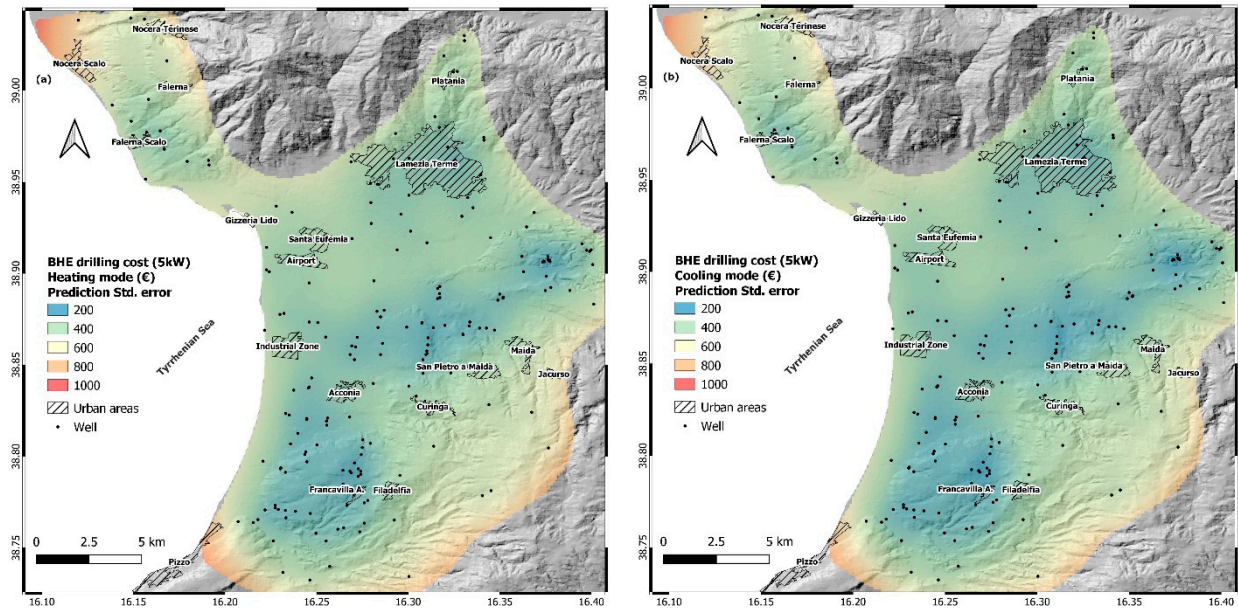 (a)
Nocera Terinese
Nocera Scalo
Falerna
Platania
Falerna Scalo
Lamezia Terme
Gizzeria Lido
Santa Eufemia
Airport
BHE drilling cost (5kW)
Heating mode (€)
Prediction Std. error
200
400
600
800
1000
Urban areas
Well
Tyrrhenian Sea
Industrial Zone
Maida
San Pietro a Maida
Jacurso
Acconia
Curinga
Francavilla A.
Filadelfia
Pizzo
0 2.5 5 km
39.00
38.95
38.90
38.85
38.80
38.75
16.10 16.15 16.20 16.25 16.30 16.35 16.40
(b)
Nocera Terinese
Nocera Scalo
Falerna
Platania
Falerna Scalo
Lamezia Terme
Gizzeria Lido
Santa Eufemia
Airport
BHE drilling cost (5kW)
Cooling mode (€)
Prediction Std. error
200
400
600
800
1000
Urban areas
Well
Tyrrhenian Sea
Industrial Zone
Maida
San Pietro a Maida
Jacurso
Acconia
Curinga
Francavilla A.
Filadelfia
Pizzo
0 2.5 5 km
39.00
38.95
38.90
38.85
38.80
38.75
16.10 16.15 16.20 16.25 16.30 16.35 16.40